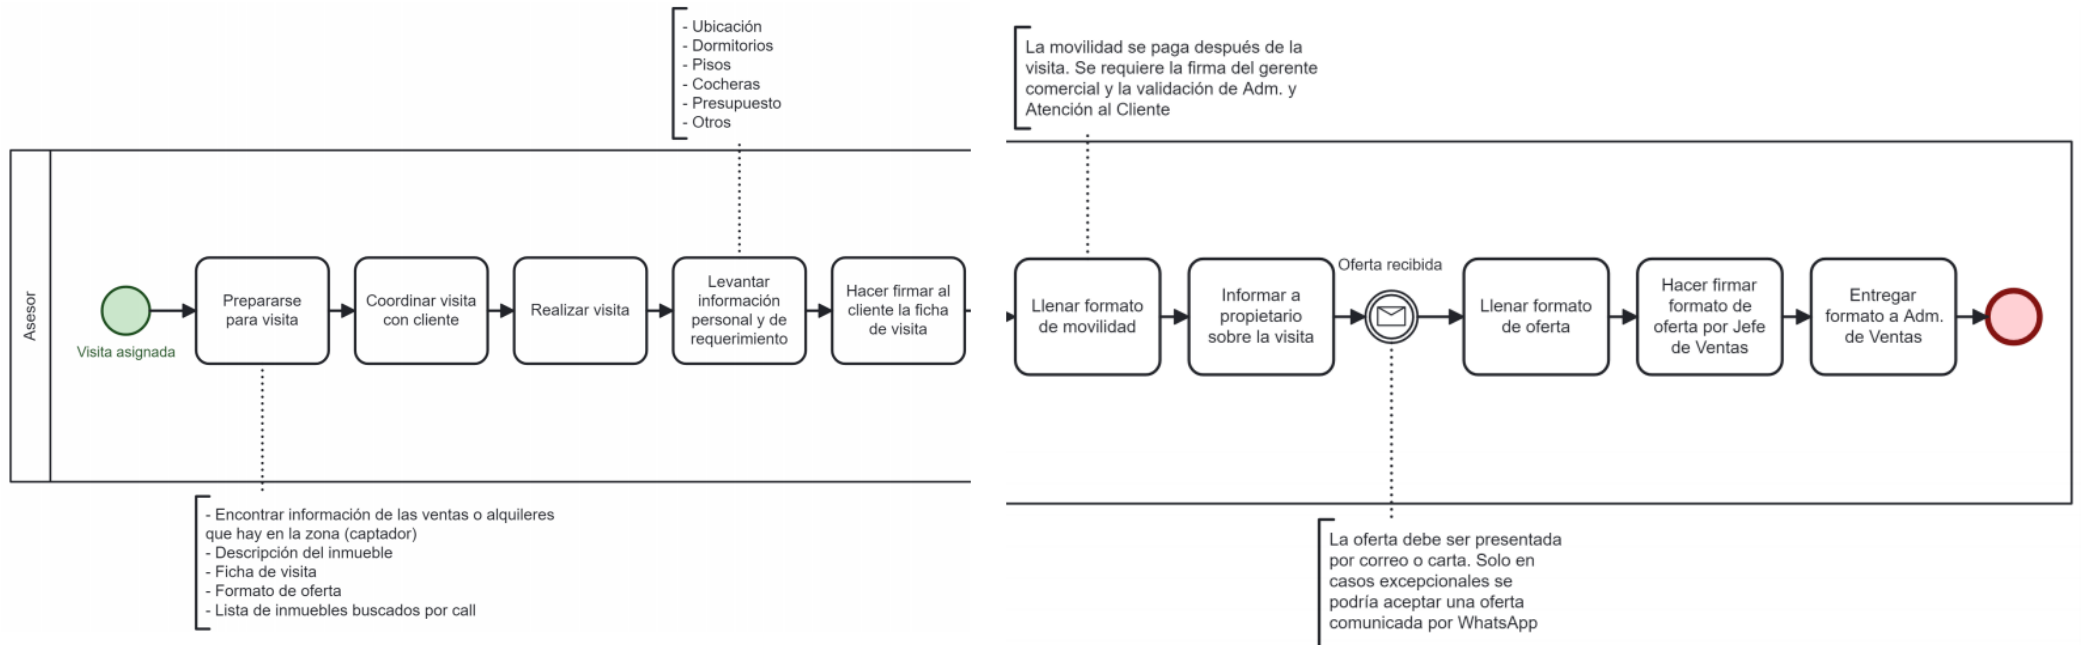 - Ubicación
- Dormitorios
- Pisos
- Cocheras
- Presupuesto
- Otros
La movilidad se paga después de la
visita. Se requiere la firma del gerente
comercial y la validación de Adm. y
Atención al Cliente
Asesor
Visita asignada
Prepararse
para visita
Coordinar visita
con cliente
Realizar visita
Levantar
información
personal y de
requerimiento
Hacer firmar al
cliente la ficha
de visita
Llenar formato
de movilidad
Informar a
propietario
sobre la visita
Oferta recibida
Llenar formato
de oferta
Hacer firmar
formato de
oferta por Jefe
de Ventas
Entregar
formato a Adm.
de Ventas
- Encontrar información de las ventas o alquileres
que hay en la zona (captador)
- Descripción del inmueble
- Ficha de visita
- Formato de oferta
- Lista de inmuebles buscados por call
La oferta debe ser presentada
por correo o carta. Solo en
casos excepcionales se
podría aceptar una oferta
comunicada por WhatsApp